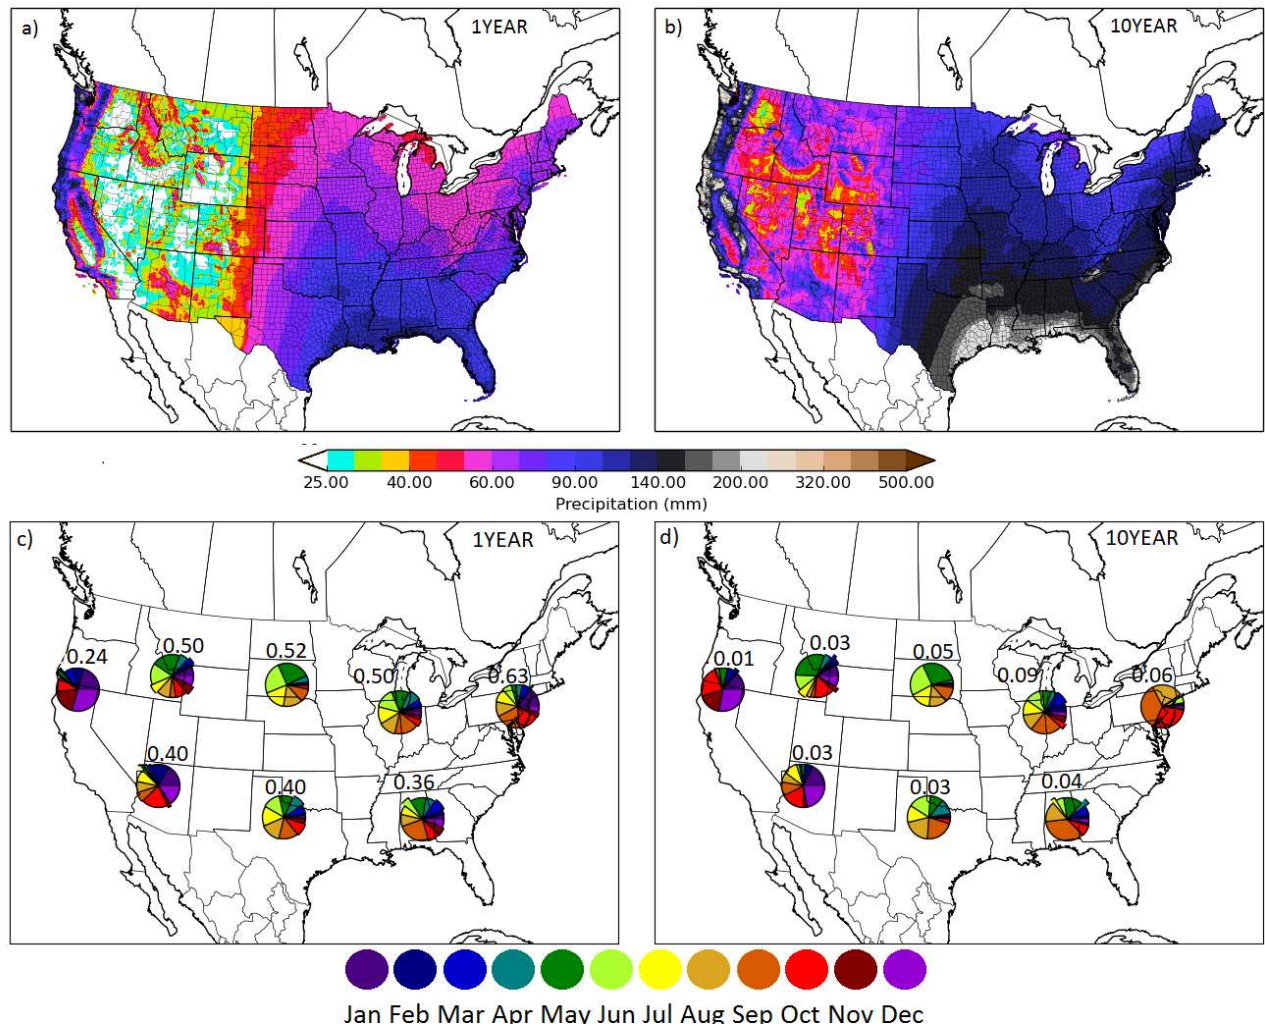 a) 1YEAR
b) 10YEAR
25.00 40.00 60.00 90.00 140.00 200.00 320.00 500.00
Precipitation (mm)
c) 1YEAR
0.24 0.50 0.52 0.50 0.63
0.40 0.40 0.36
d) 10YEAR
0.01 0.03 0.05 0.09 0.06
0.03 0.03 0.04
Jan Feb Mar Apr May Jun Jul Aug Sep Oct Nov Dec